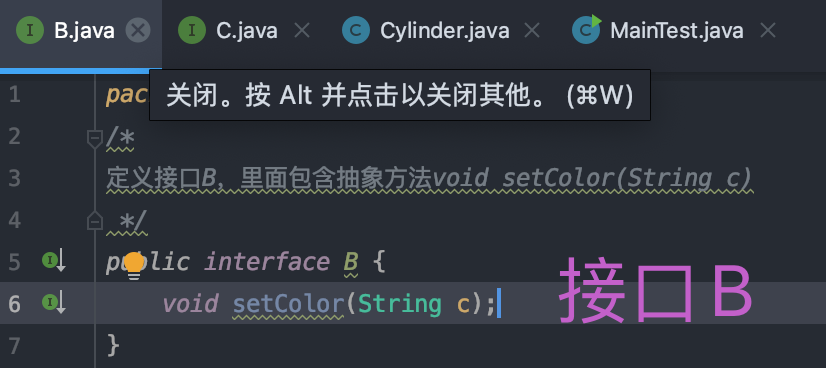 B.java C.java Cylinder.java MainTest.java
关闭。按 Alt 并点击以关闭其他。 (⌘W)
1 pac
2 /*
3 定义接口B，里面包含抽象方法void setColor(String c)
4 */
5 public interface B {
6 void setColor(String c);
7 }
接口B